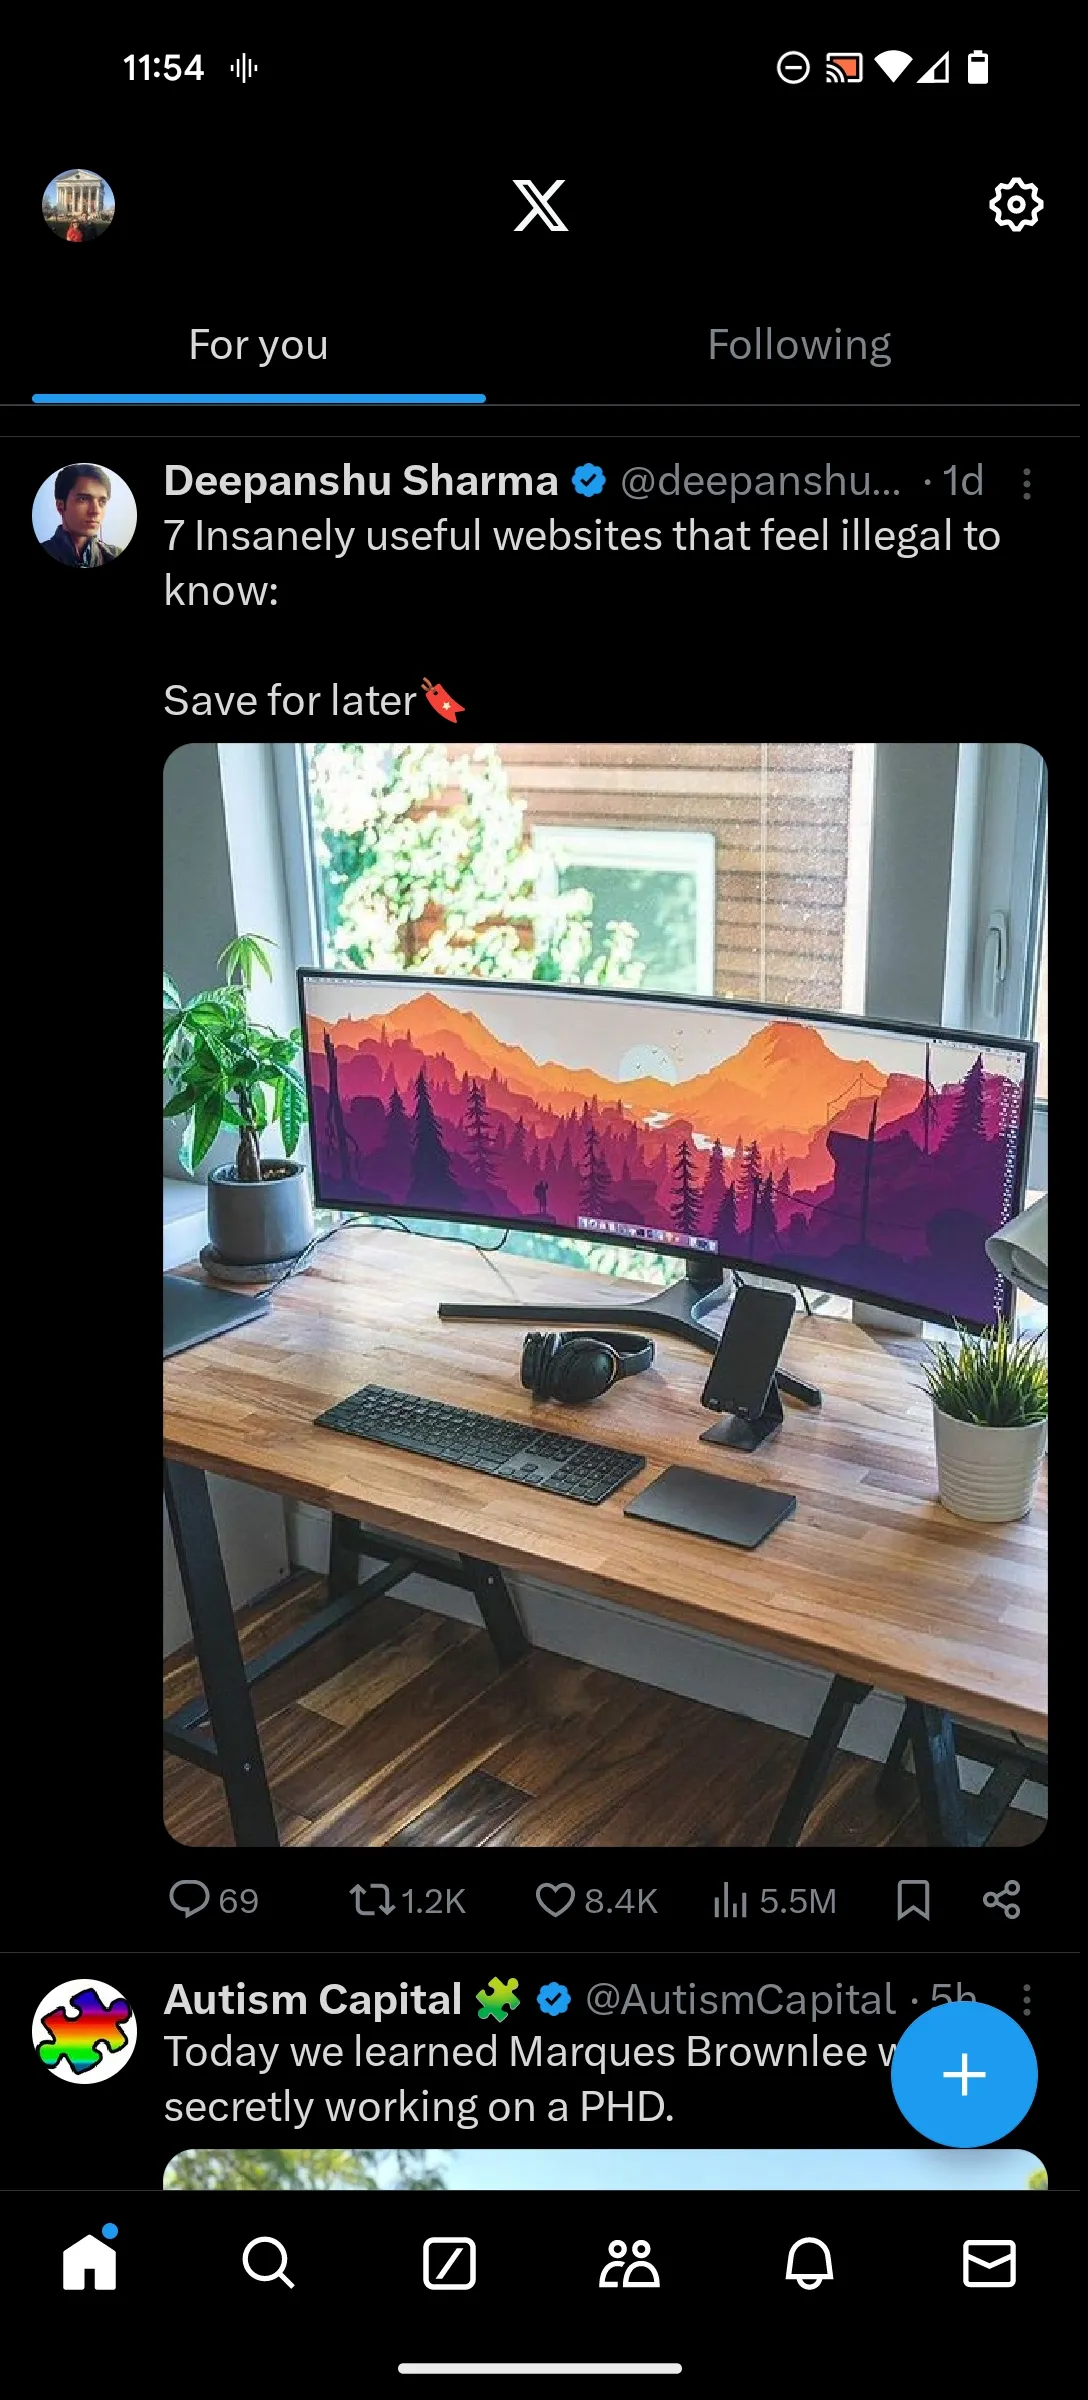 11:54
For you
Following
Deepanshu Sharma @deepanshu... · 1d
7 Insanely useful websites that feel illegal to
know:
Save for later
69
1.2K
8.4K
5.5M
Autism Capital @AutismCapital · 5h
Today we learned Marques Brownlee
secretly working on a PHD.